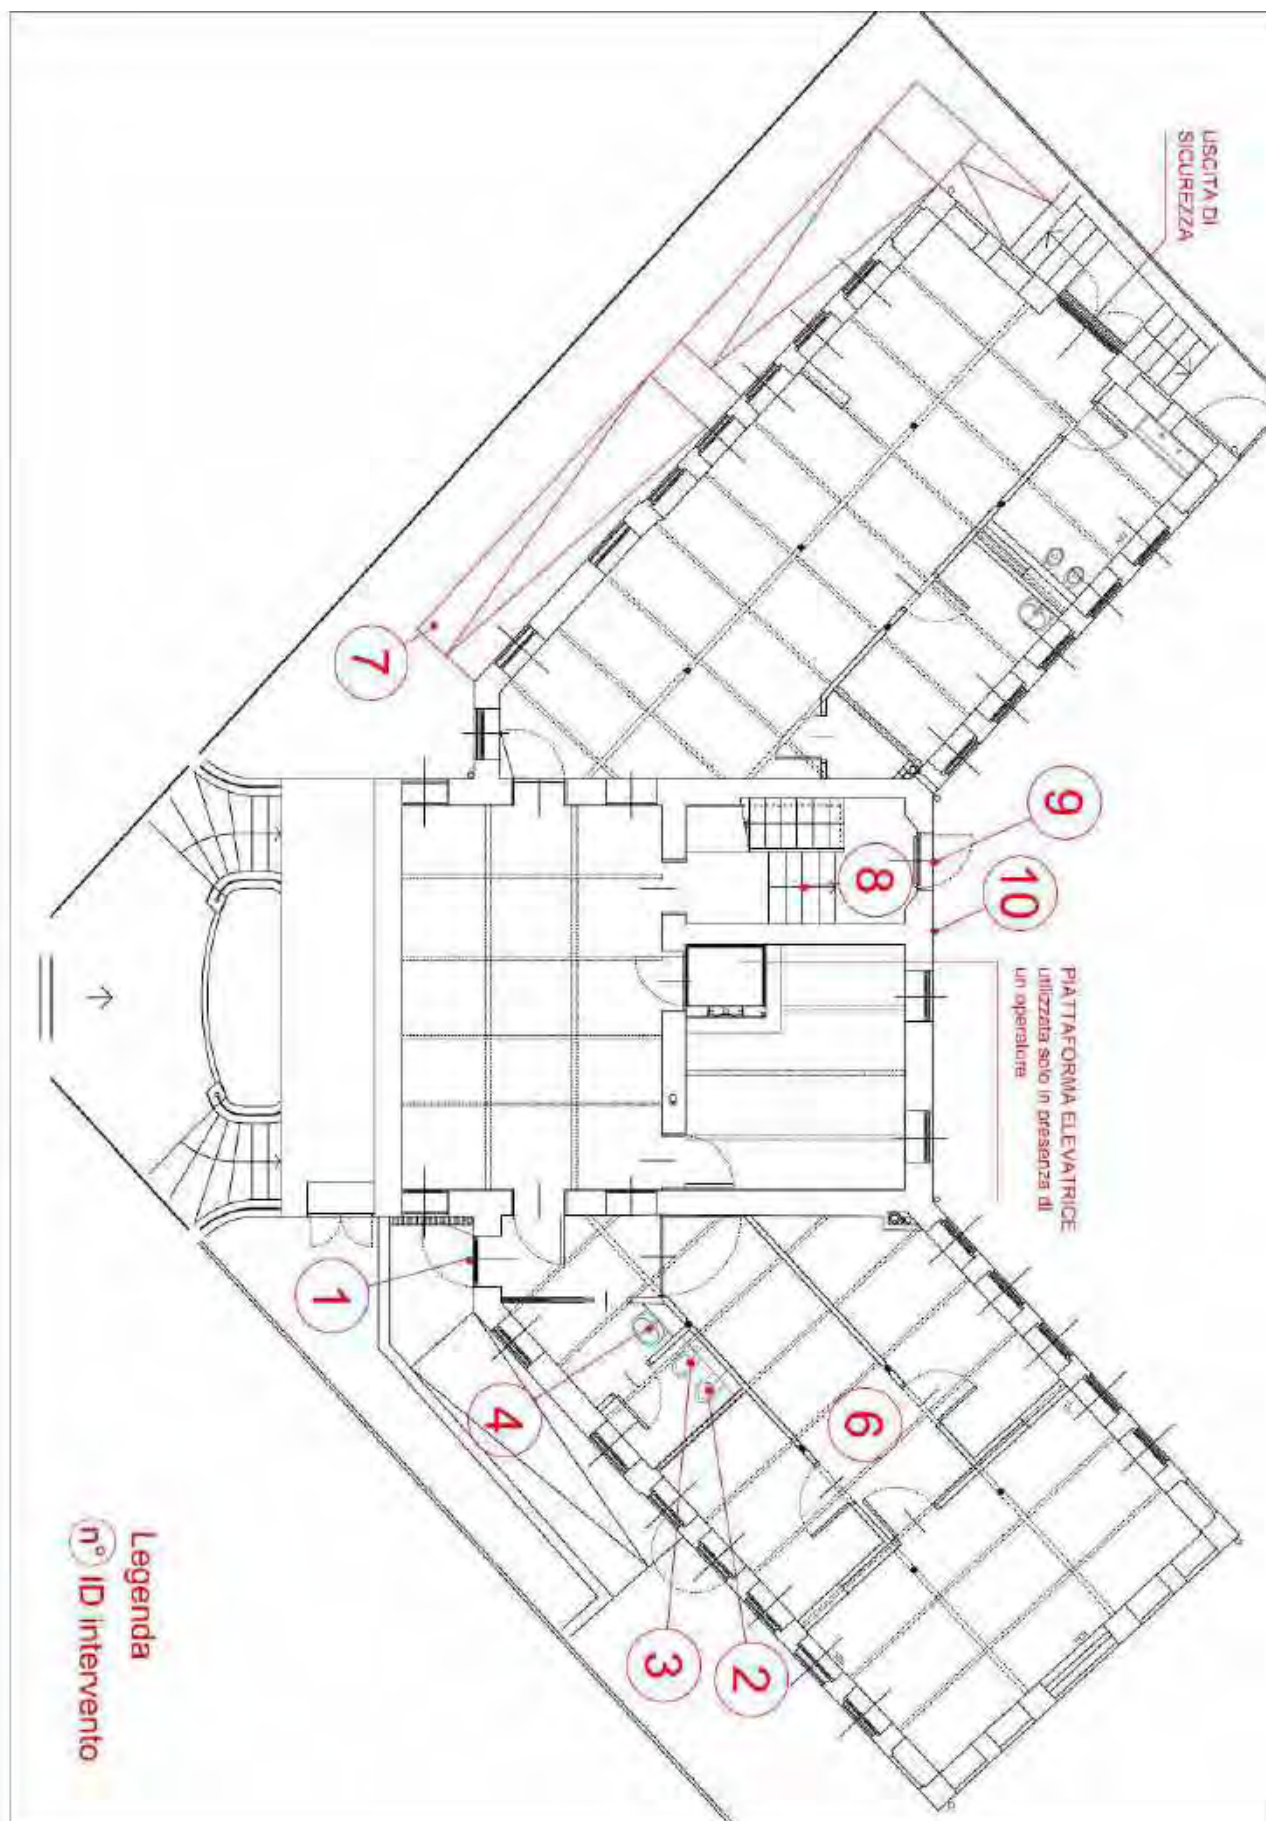 USCITA DI
SICUREZZA
7
9
8
10
PIATTAFORMA ELEVATRICE
utilizzata solo in presenza di
un operatore
1
4
6
3
2
Legenda
n° ID intervento